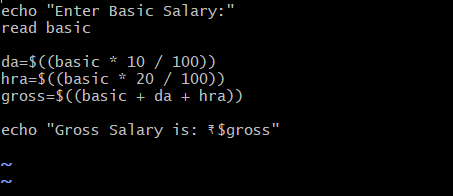 echo "Enter Basic Salary:"
read basic
da=$((basic * 10 / 100))
hra=$((basic * 20 / 100))
gross=$((basic + da + hra))
echo "Gross Salary is: ₹$gross"
~
~